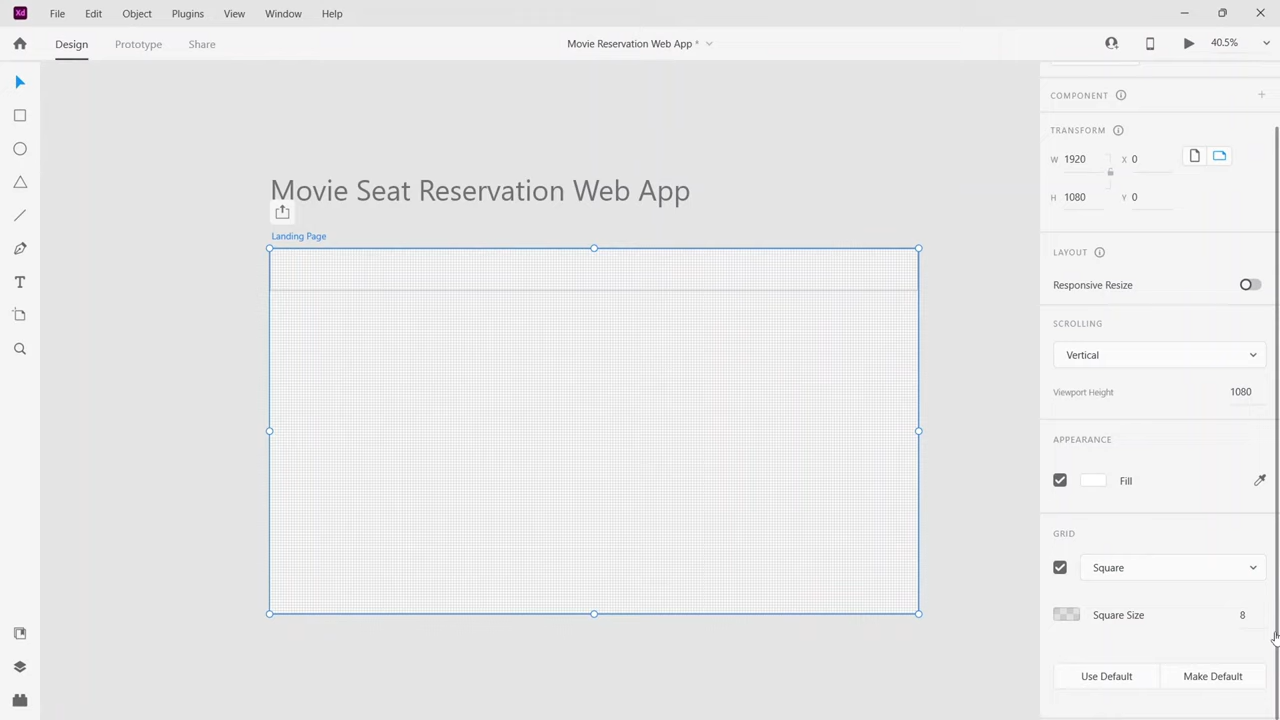 Xd File Edit Object Plugins View Window Help
Design Prototype Share Movie Reservation Web App * 40.5%
COMPONENT
TRANSFORM
W 1920 X 0
H 1080 Y 0
Movie Seat Reservation Web App
Landing Page
LAYOUT
Responsive Resize
SCROLLING
Vertical
Viewport Height 1080
APPEARANCE
Fill
GRID
Square
Square Size 8
Use Default Make Default
T